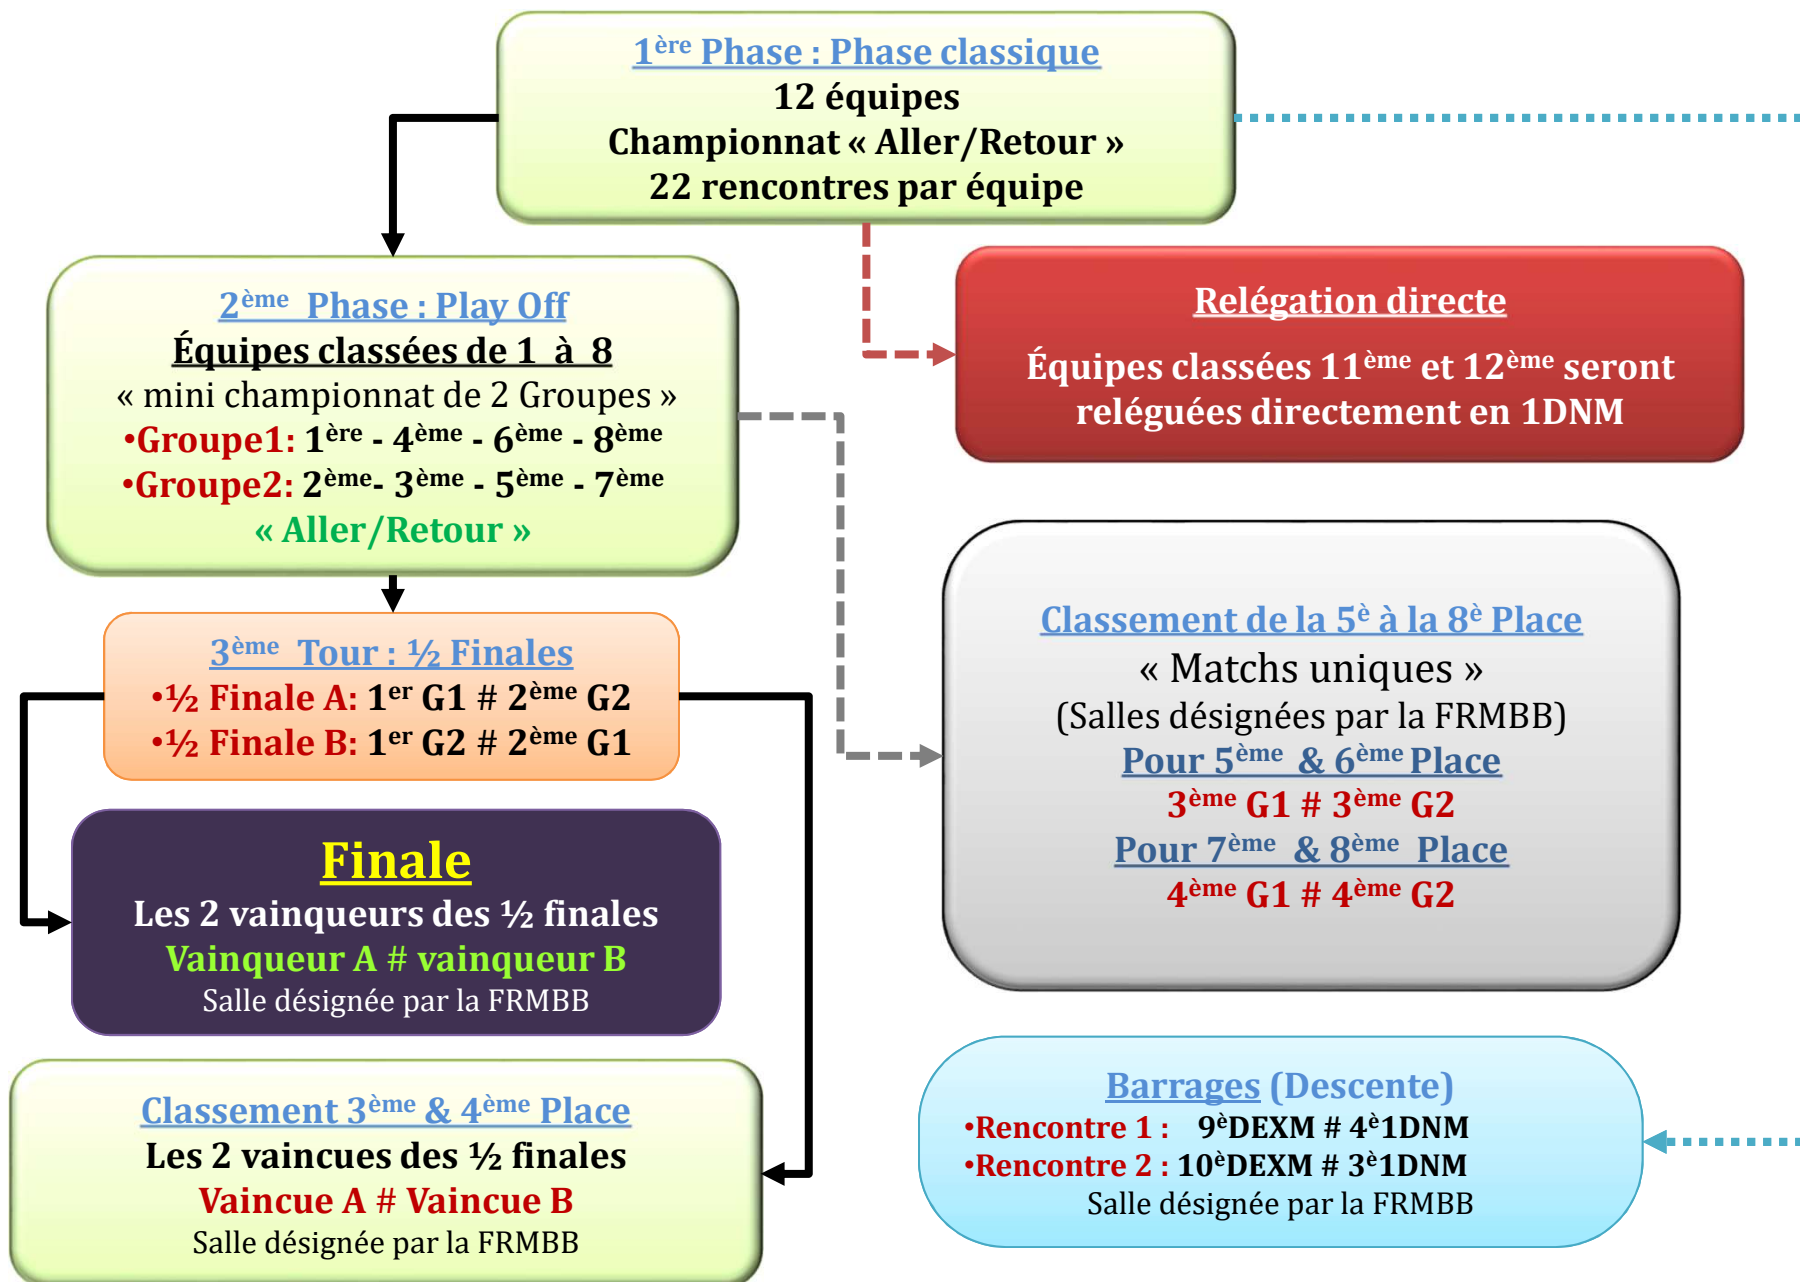 1ère Phase : Phase classique
12 équipes
Championnat « Aller/Retour »
22 rencontres par équipe
2ème Phase : Play Off
Équipes classées de 1 à 8
« mini championnat de 2 Groupes »
•Groupe1: 1ère - 4ème - 6ème - 8ème
•Groupe2: 2ème- 3ème - 5ème - 7ème
« Aller/Retour »
Relégation directe
Équipes classées 11ème et 12ème seront
reléguées directement en 1DNM
3ème Tour : ½ Finales
•½ Finale A: 1er G1 # 2ème G2
•½ Finale B: 1er G2 # 2ème G1
Classement de la 5è à la 8è Place
« Matchs uniques »
(Salles désignées par la FRMBB)
Pour 5ème & 6ème Place
3ème G1 # 3ème G2
Pour 7ème & 8ème Place
4ème G1 # 4ème G2
Finale
Les 2 vainqueurs des ½ finales
Vainqueur A # vainqueur B
Salle désignée par la FRMBB
Classement 3ème & 4ème Place
Les 2 vaincues des ½ finales
Vaincue A # Vaincue B
Salle désignée par la FRMBB
Barrages (Descente)
•Rencontre 1 : 9èDEXM # 4è1DNM
•Rencontre 2 : 10èDEXM # 3è1DNM
Salle désignée par la FRMBB